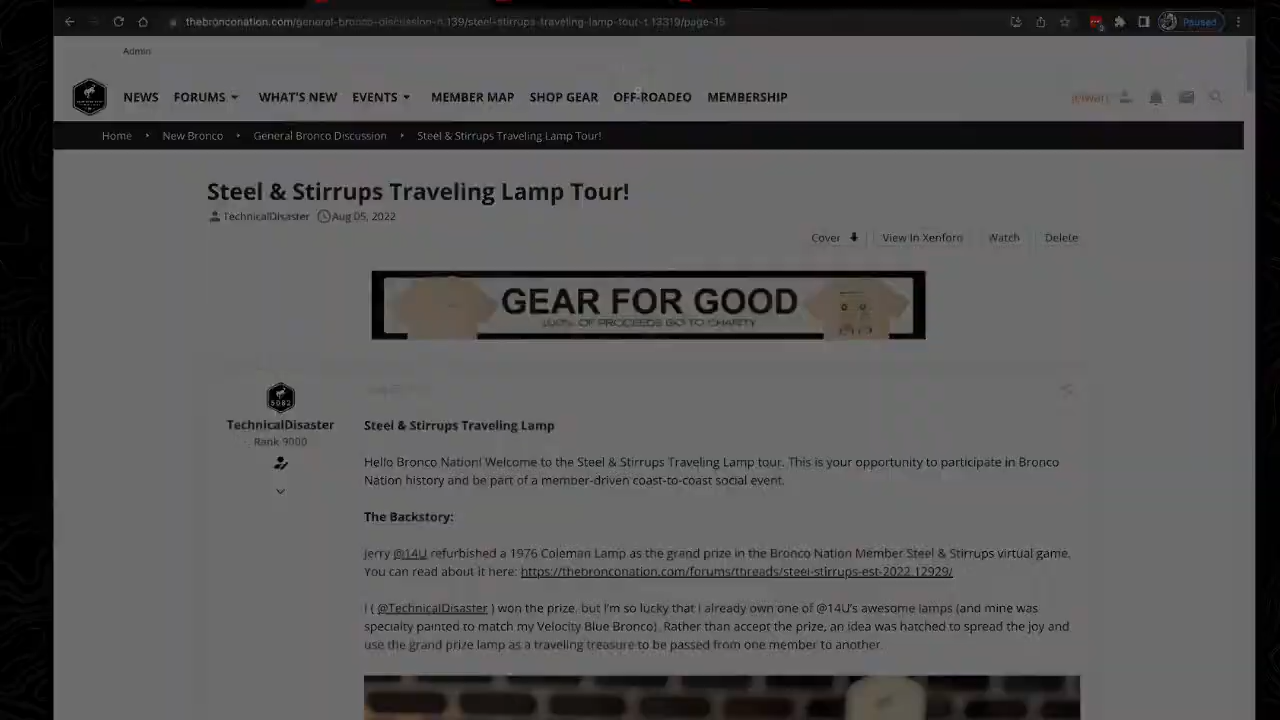 thebronconation.com/general-bronco-discussion-n.139/steel-stirrups-traveling-lamp-tour-t.13319/page-15
Paused
Admin
NEWS FORUMS WHAT'S NEW EVENTS MEMBER MAP SHOP GEAR OFF-ROADEO MEMBERSHIP
Home New Bronco General Bronco Discussion Steel & Stirrups Traveling Lamp Tour!
Steel & Stirrups Traveling Lamp Tour!
TechnicalDisaster Aug 05, 2022
Cover View In Xenforo Watch Delete
GEAR FOR GOOD
100% OF PROCEEDS GO TO CHARITY
5082
TechnicalDisaster
Rank 9000
Steel & Stirrups Traveling Lamp
Hello Bronco Nation! Welcome to the Steel & Stirrups Traveling Lamp tour. This is your opportunity to participate in Bronco
Nation history and be part of a member-driven coast-to-coast social event.
The Backstory:
Jerry @14U refurbished a 1976 Coleman Lamp as the grand prize in the Bronco Nation Member Steel & Stirrups virtual game.
You can read about it here: https://thebronconation.com/forums/threads/steel-stirrups-est-2022.12929/
I ( @TechnicalDisaster ) won the prize, but I'm so lucky that I already own one of @14U's awesome lamps (and mine was
specialty painted to match my Velocity Blue Bronco). Rather than accept the prize, an idea was hatched to spread the joy and
use the grand prize lamp as a traveling treasure to be passed from one member to another.